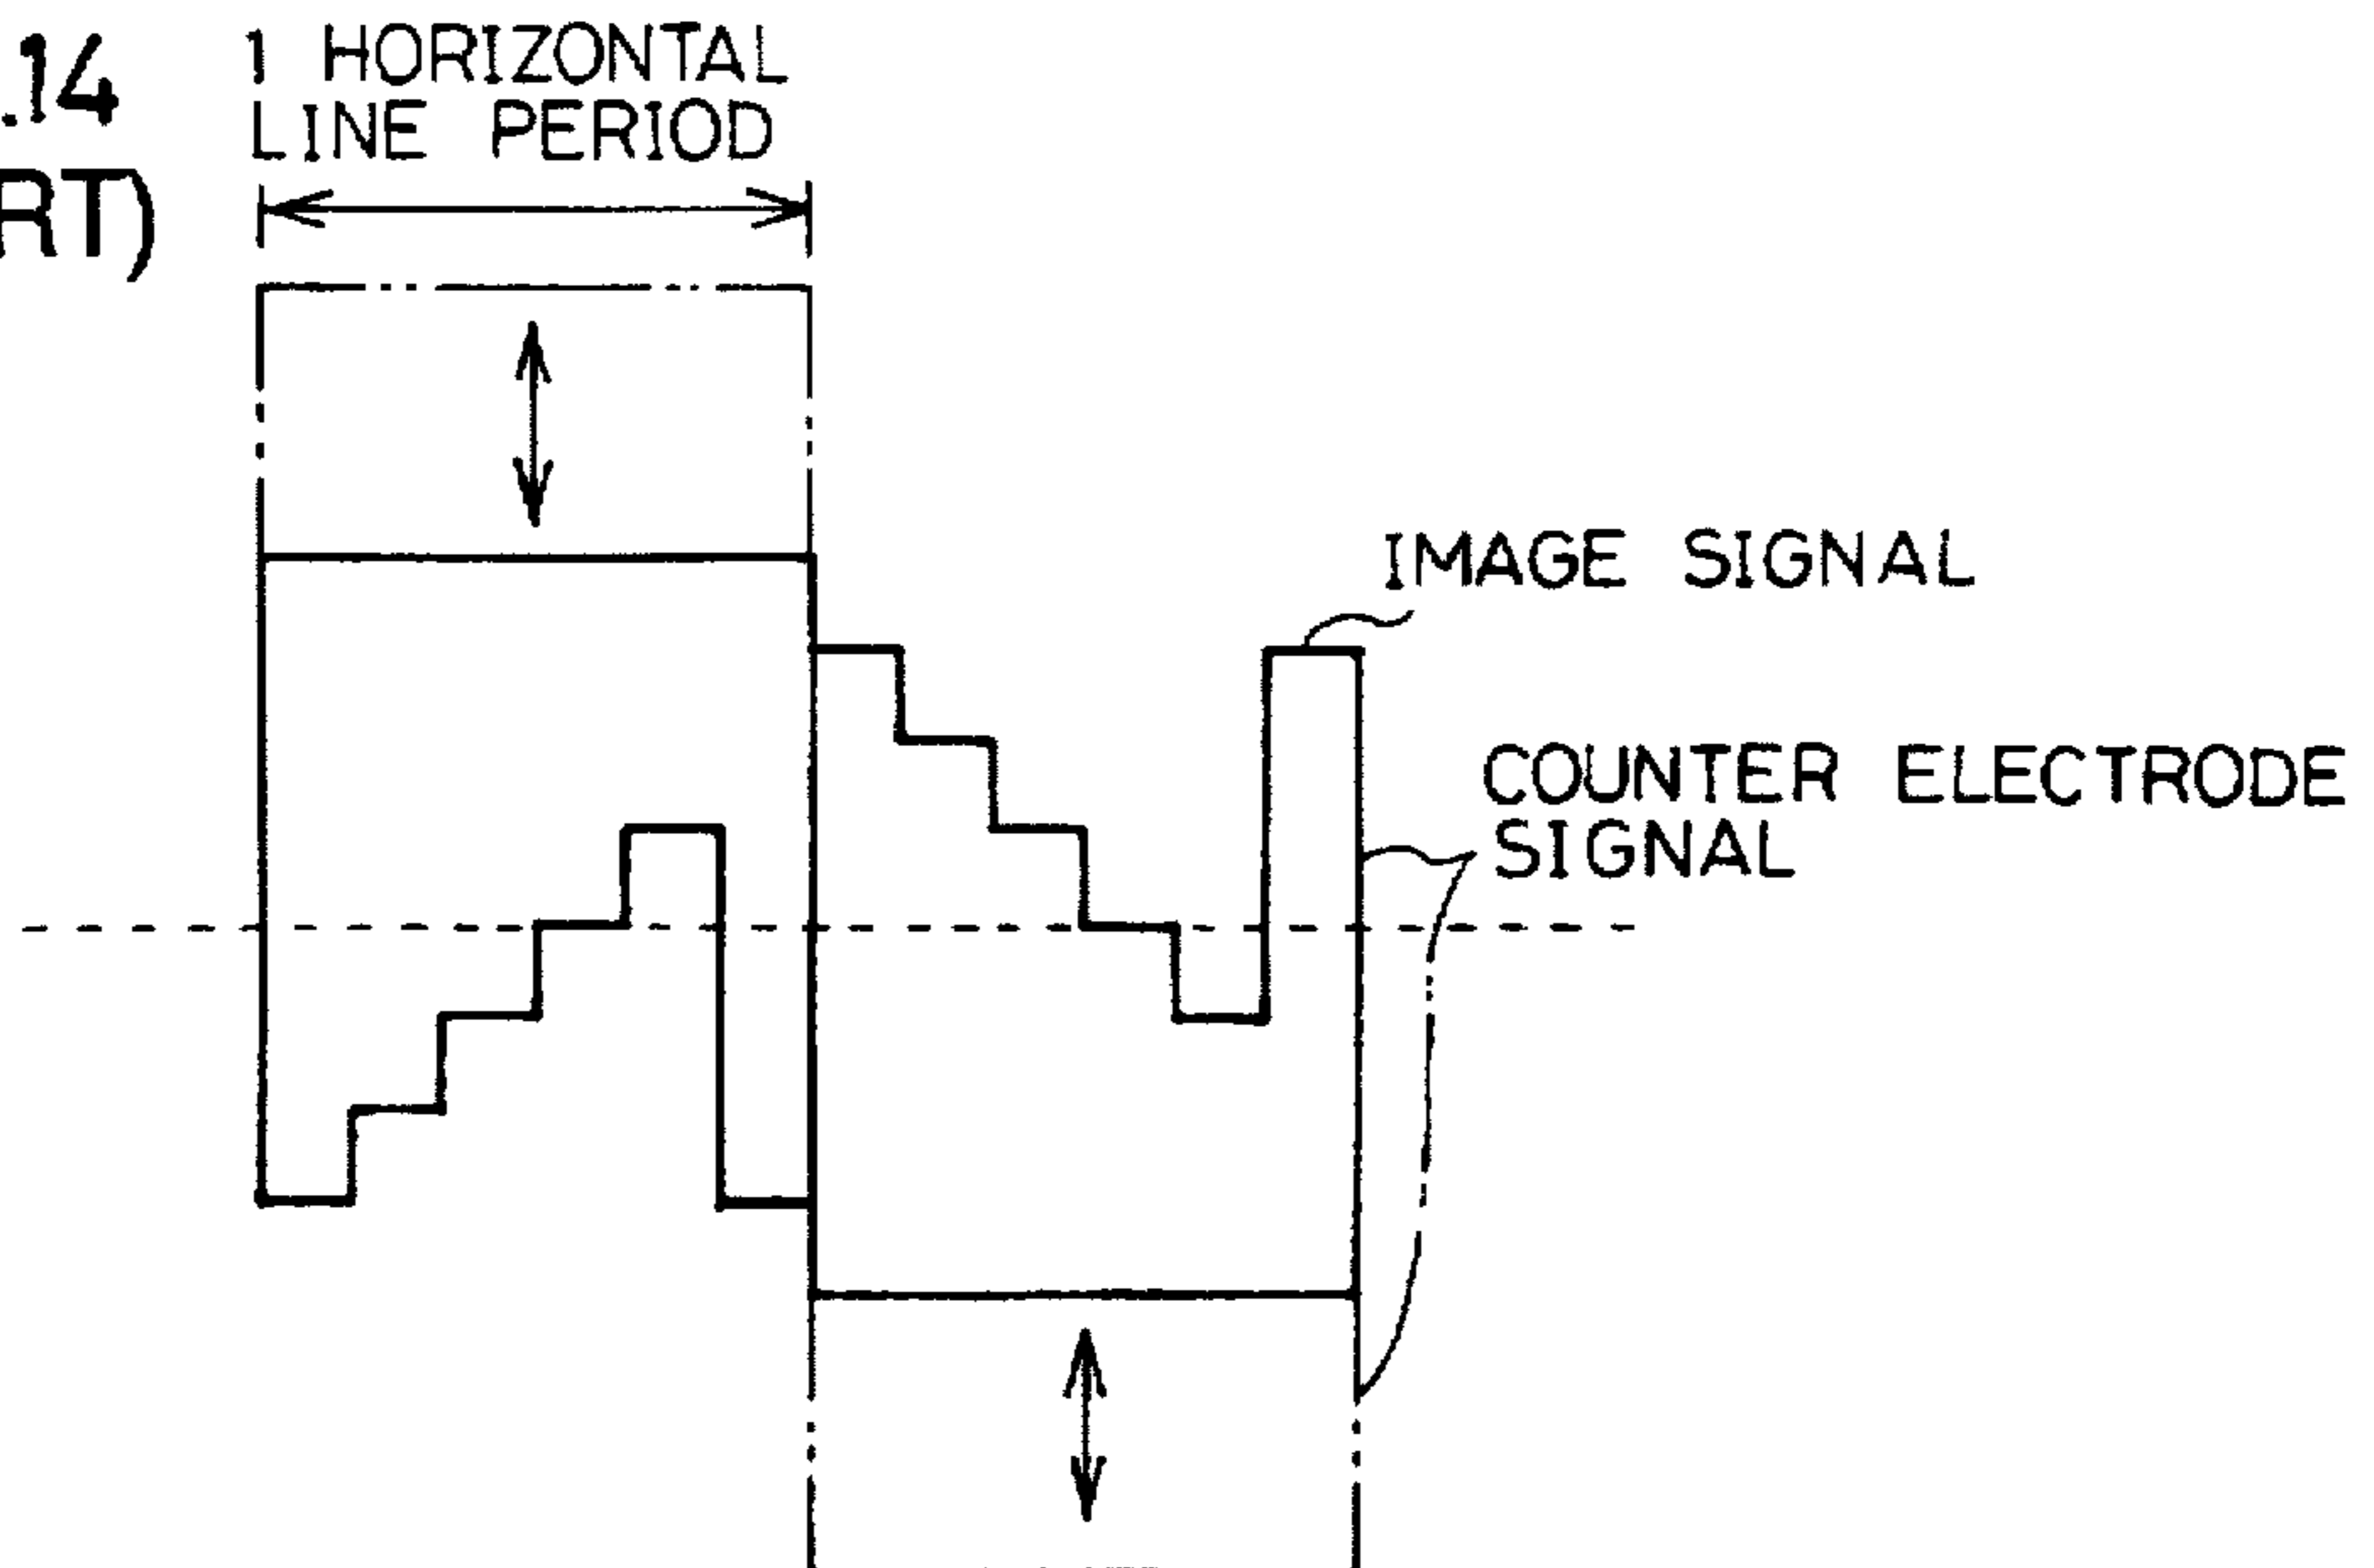 .14
RT)
1 HORIZONTAL
LINE PERIOD
IMAGE SIGNAL
COUNTER ELECTRODE
SIGNAL